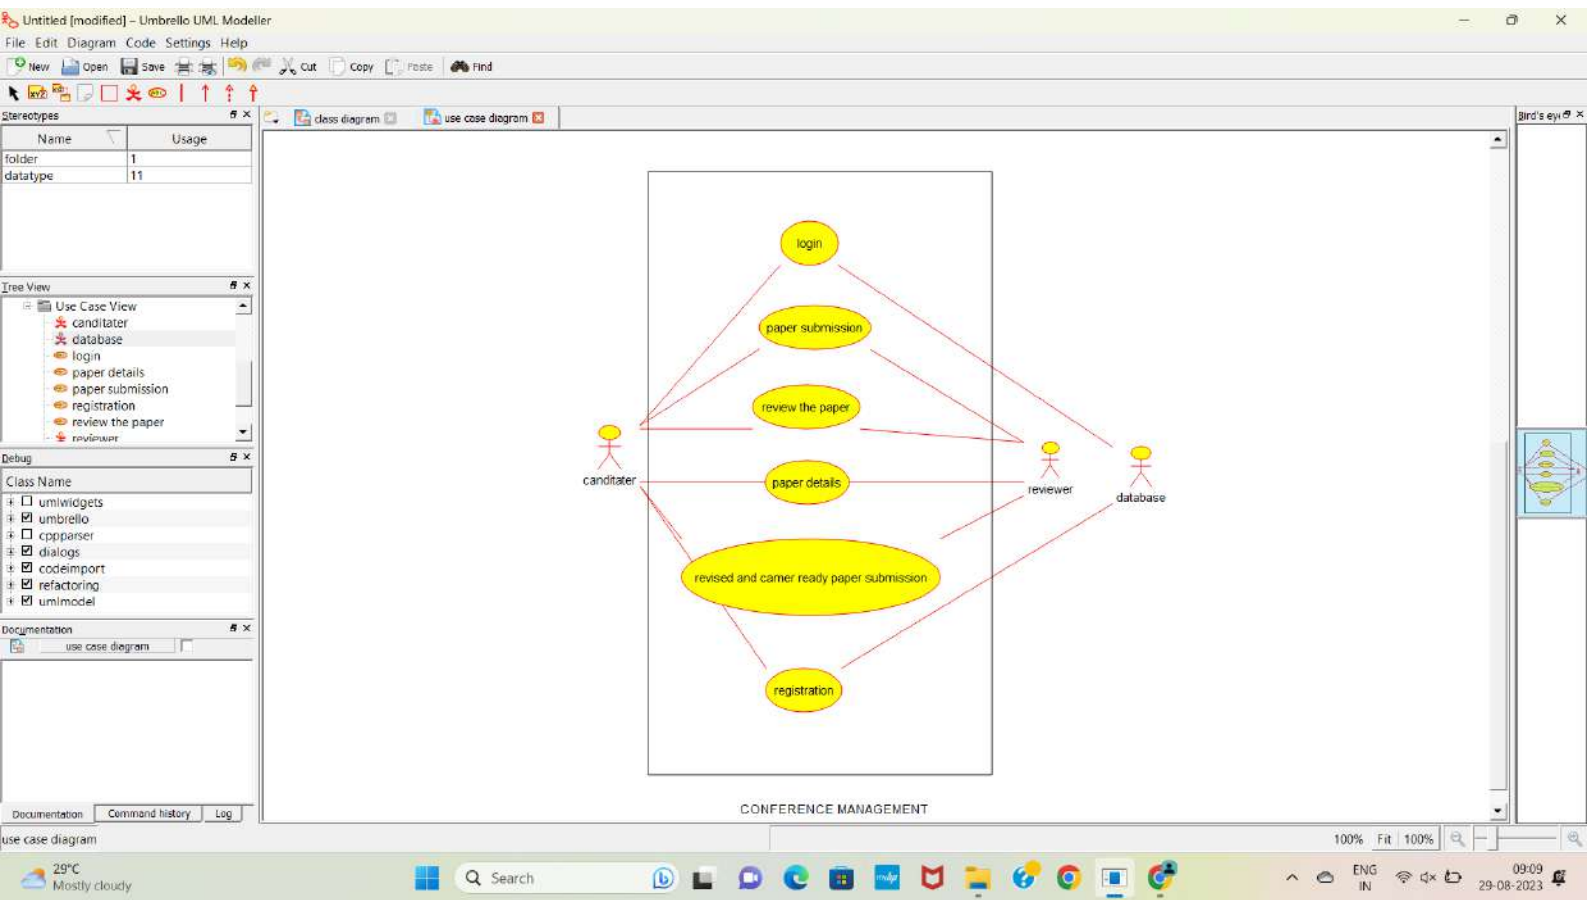 Untitled [modified] – Umbrello UML Modeller
File Edit Diagram Code Settings Help
New Open Save Cut Copy Paste Find
Stereotypes
class diagram use case diagram
Bird's eye
Name Usage
folder 1
datatype 11
Tree View
Use Case View
canditater
database
login
paper details
paper submission
registration
review the paper
reviewer
Debug
Class Name
umlwidgets
umbrello
cppparser
dialogs
codeimport
refactoring
umlmodel
Documentation
use case diagram
Documentation Command history Log
login
paper submission
review the paper
canditater
paper details
reviewer
database
revised and camer ready paper submission
registration
CONFERENCE MANAGEMENT
use case diagram
100% Fit 100%
29°C
Mostly cloudy
Search
ENG
IN
09:09
29-08-2023